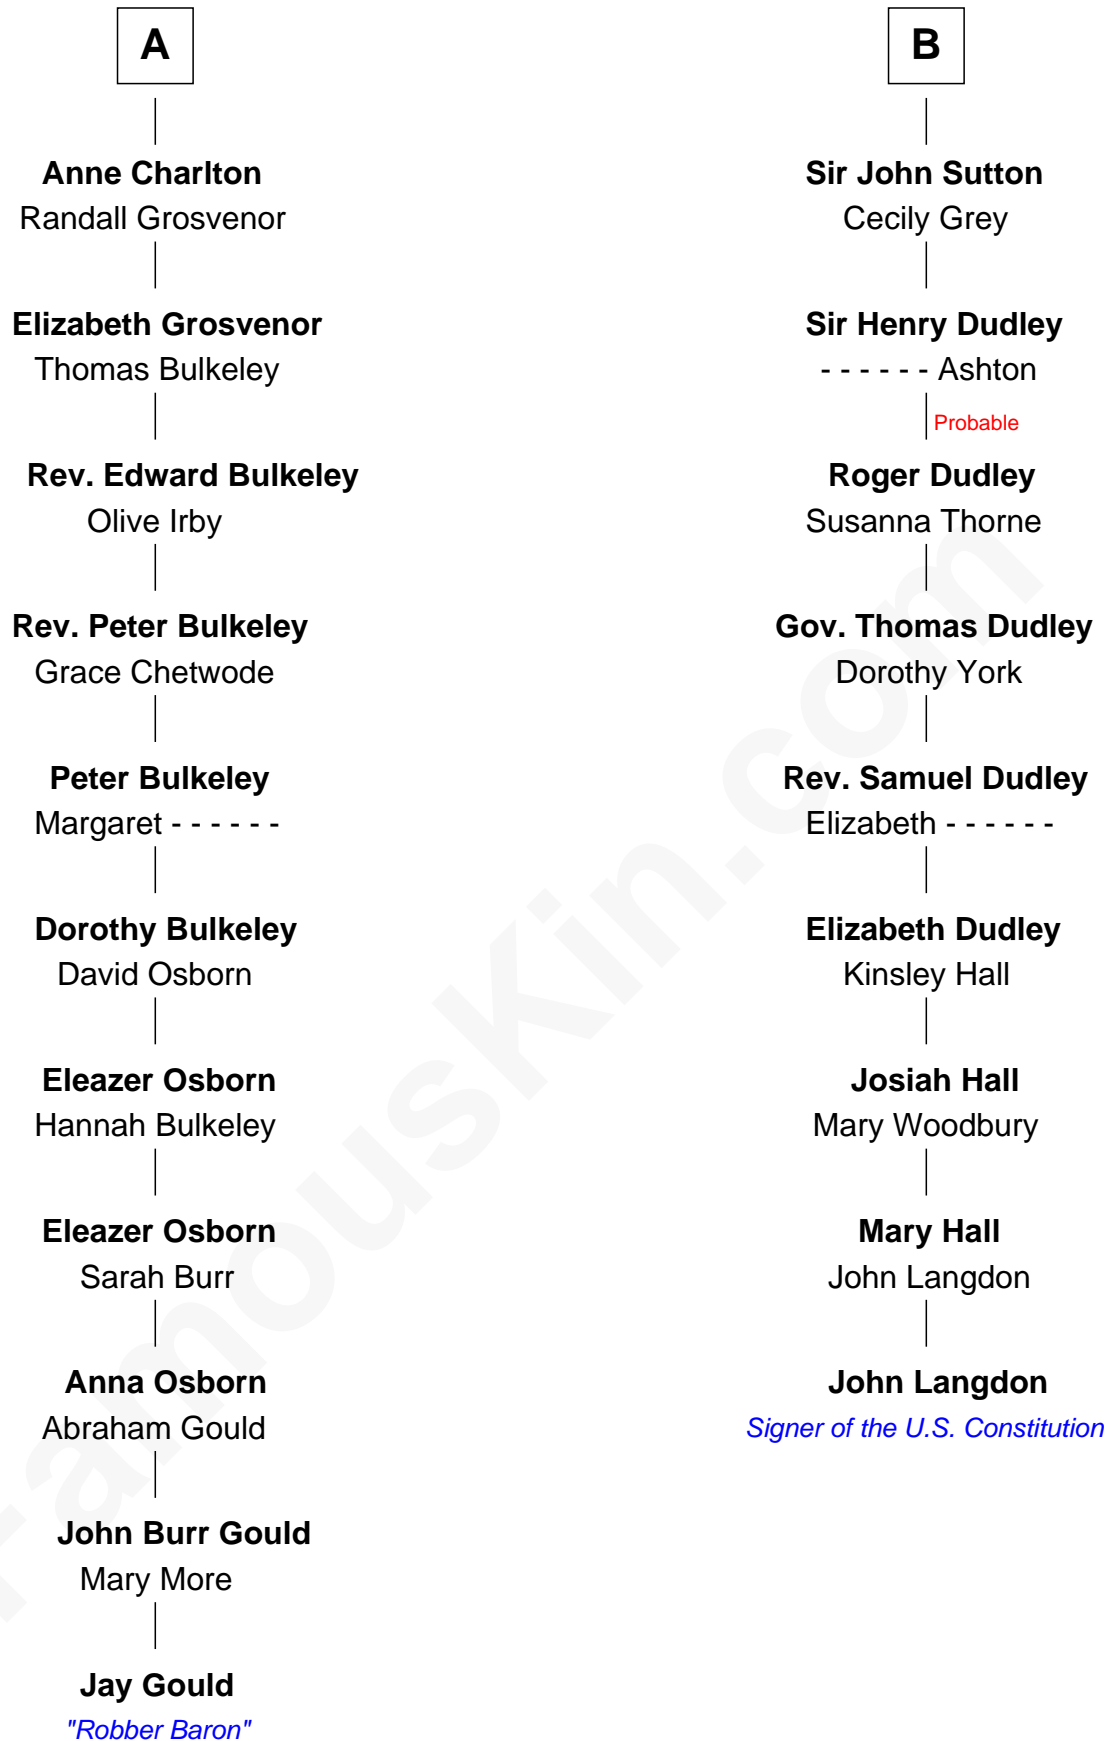 A
Anne Charlton
Randall Grosvenor
Elizabeth Grosvenor
Thomas Bulkeley
Rev. Edward Bulkeley
Olive Irby
Rev. Peter Bulkeley
Grace Chetwode
Peter Bulkeley
Margaret - - - - - -
Dorothy Bulkeley
David Osborn
Eleazer Osborn
Hannah Bulkeley
Eleazer Osborn
Sarah Burr
Anna Osborn
Abraham Gould
John Burr Gould
Mary More
Jay Gould
"Robber Baron"
B
Sir John Sutton
Cecily Grey
Sir Henry Dudley
- - - - - - Ashton
Probable
Roger Dudley
Susanna Thorne
Gov. Thomas Dudley
Dorothy York
Rev. Samuel Dudley
Elizabeth - - - - - -
Elizabeth Dudley
Kinsley Hall
Josiah Hall
Mary Woodbury
Mary Hall
John Langdon
John Langdon
Signer of the U.S. Constitution
FamousKin.com